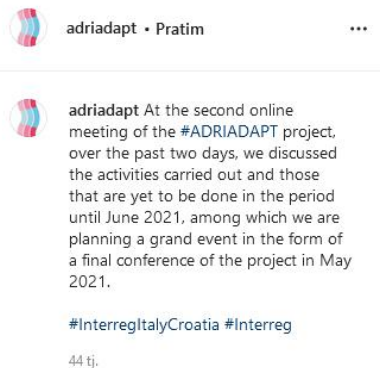 adriadapt • Pratim
adriadapt At the second online
meeting of the #ADRIADAPT project,
over the past two days, we discussed
the activities carried out and those
that are yet to be done in the period
until June 2021, among which we are
planning a grand event in the form of
a final conference of the project in May
2021.
#InterregItalyCroatia #Interreg
44 tj.